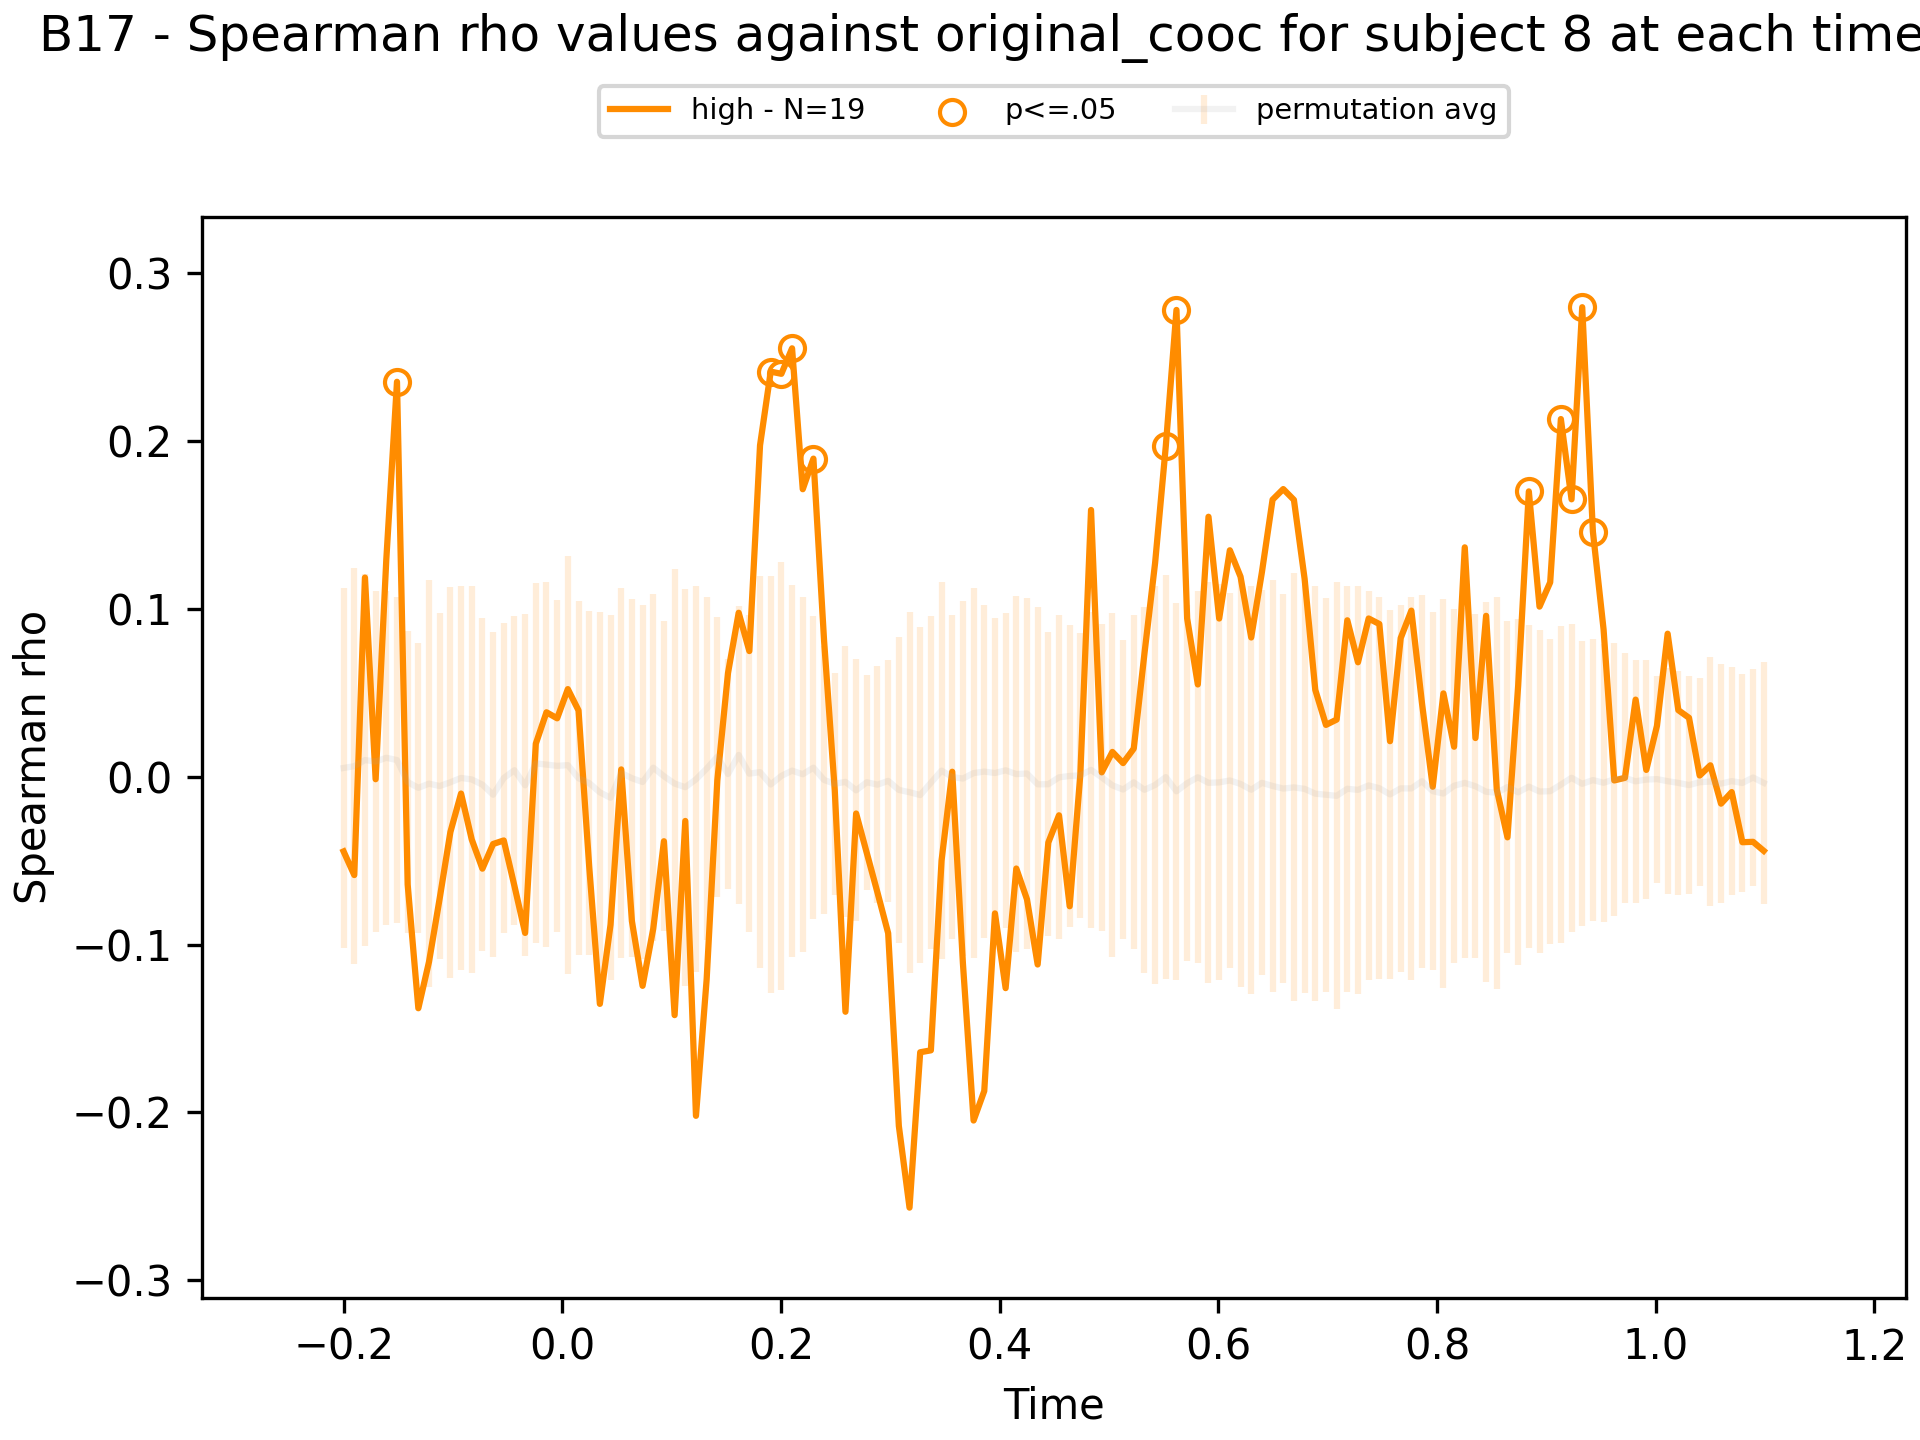 B17 - Spearman rho values against original_cooc for subject 8 at each time
high - N=19 p<=.05 permutation avg
Spearman rho
0.3
0.2
0.1
0.0
−0.1
−0.2
−0.3
−0.2 0.0 0.2 0.4 0.6 0.8 1.0 1.2
Time